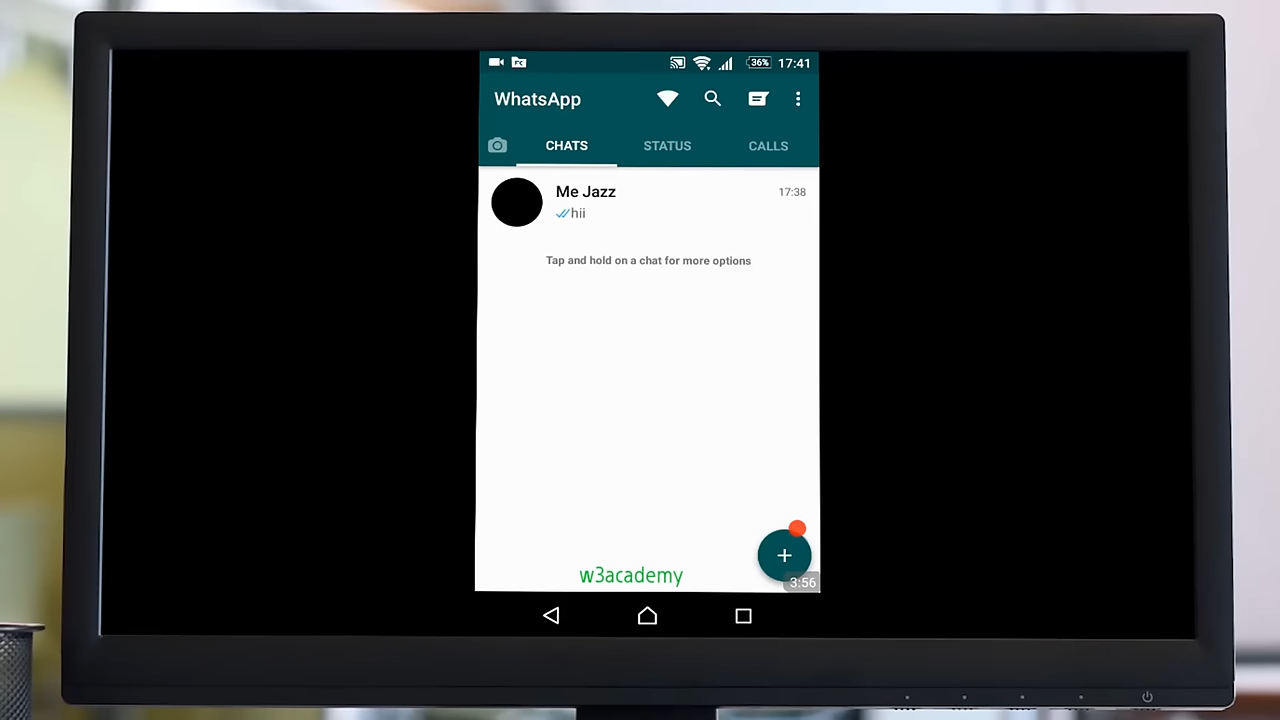 Fc 36% 17:41
WhatsApp
CHATS STATUS CALLS
Me Jazz 17:38
hii
Tap and hold on a chat for more options
w3academy
3:56